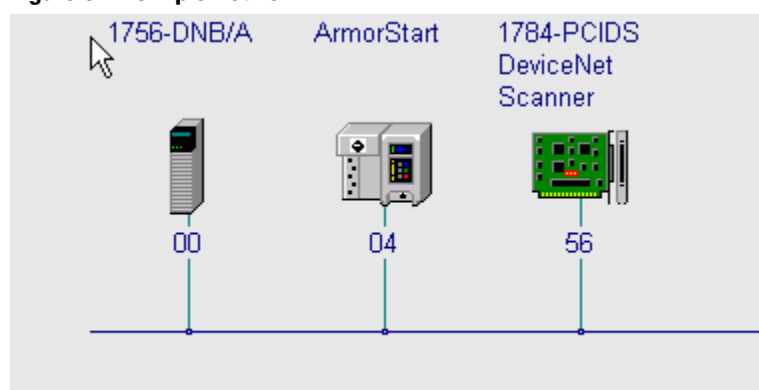 1756-DNB/A
ArmorStart
1784-PCIDS
DeviceNet
Scanner
00
04
56